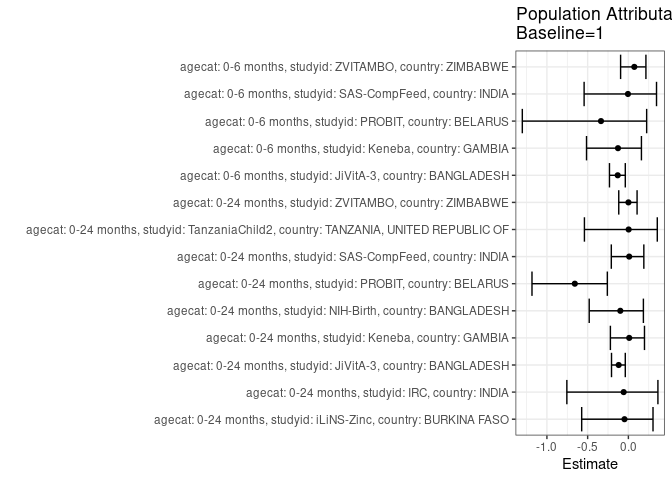 Population Attributa
Baseline=1
agecat: 0-6 months, studyid: ZVITAMBO, country: ZIMBABWE
agecat: 0-6 months, studyid: SAS-CompFeed, country: INDIA
agecat: 0-6 months, studyid: PROBIT, country: BELARUS
agecat: 0-6 months, studyid: Keneba, country: GAMBIA
agecat: 0-6 months, studyid: JiVitA-3, country: BANGLADESH
agecat: 0-24 months, studyid: ZVITAMBO, country: ZIMBABWE
agecat: 0-24 months, studyid: TanzaniaChild2, country: TANZANIA, UNITED REPUBLIC OF
agecat: 0-24 months, studyid: SAS-CompFeed, country: INDIA
agecat: 0-24 months, studyid: PROBIT, country: BELARUS
agecat: 0-24 months, studyid: NIH-Birth, country: BANGLADESH
agecat: 0-24 months, studyid: Keneba, country: GAMBIA
agecat: 0-24 months, studyid: JiVitA-3, country: BANGLADESH
agecat: 0-24 months, studyid: IRC, country: INDIA
agecat: 0-24 months, studyid: iLiNS-Zinc, country: BURKINA FASO
-1.0 -0.5 0.0
Estimate